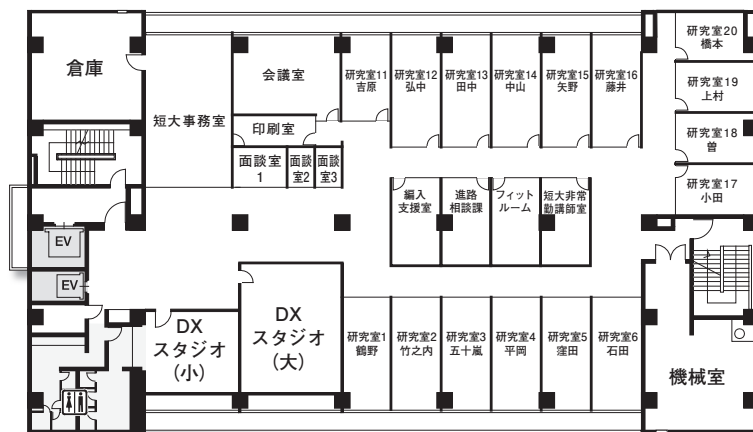 倉庫
短大事務室
会議室
印刷室
面談室
1
面談
室2
面談
室3
研究室11
吉原
研究室12
弘中
研究室13
田中
研究室14
中山
研究室15
矢野
研究室16
藤井
研究室20
橋本
研究室19
上村
研究室18
曽
研究室17
小田
編入
支援室
進路
相談課
フィット
ルーム
短大非常
勤講師室
EV
EV
DX
スタジオ
(小)
DX
スタジオ
(大)
研究室1
鶴野
研究室2
竹之内
研究室3
五十嵐
研究室4
平岡
研究室5
窪田
研究室6
石田
機械室